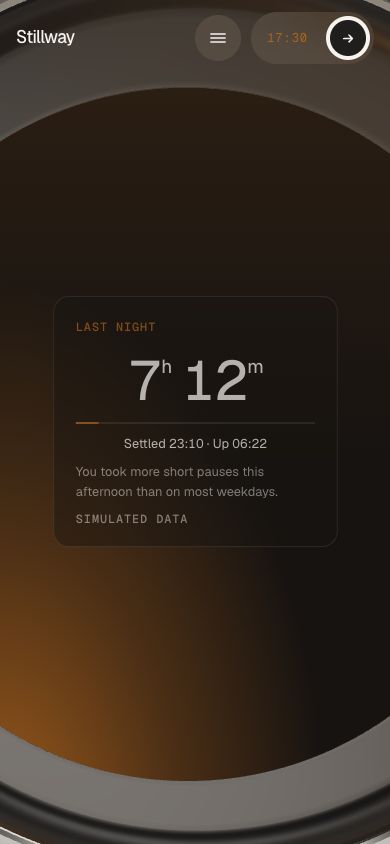 Stillway
17:30
LAST NIGHT
7h 12m
Settled 23:10 · Up 06:22
You took more short pauses this
afternoon than on most weekdays.
SIMULATED DATA